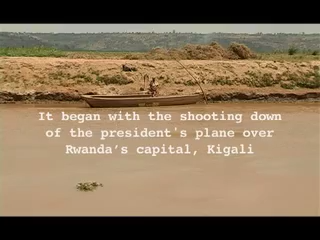 It began with the shooting down
of the president's plane over
Rwanda's capital, Kigali